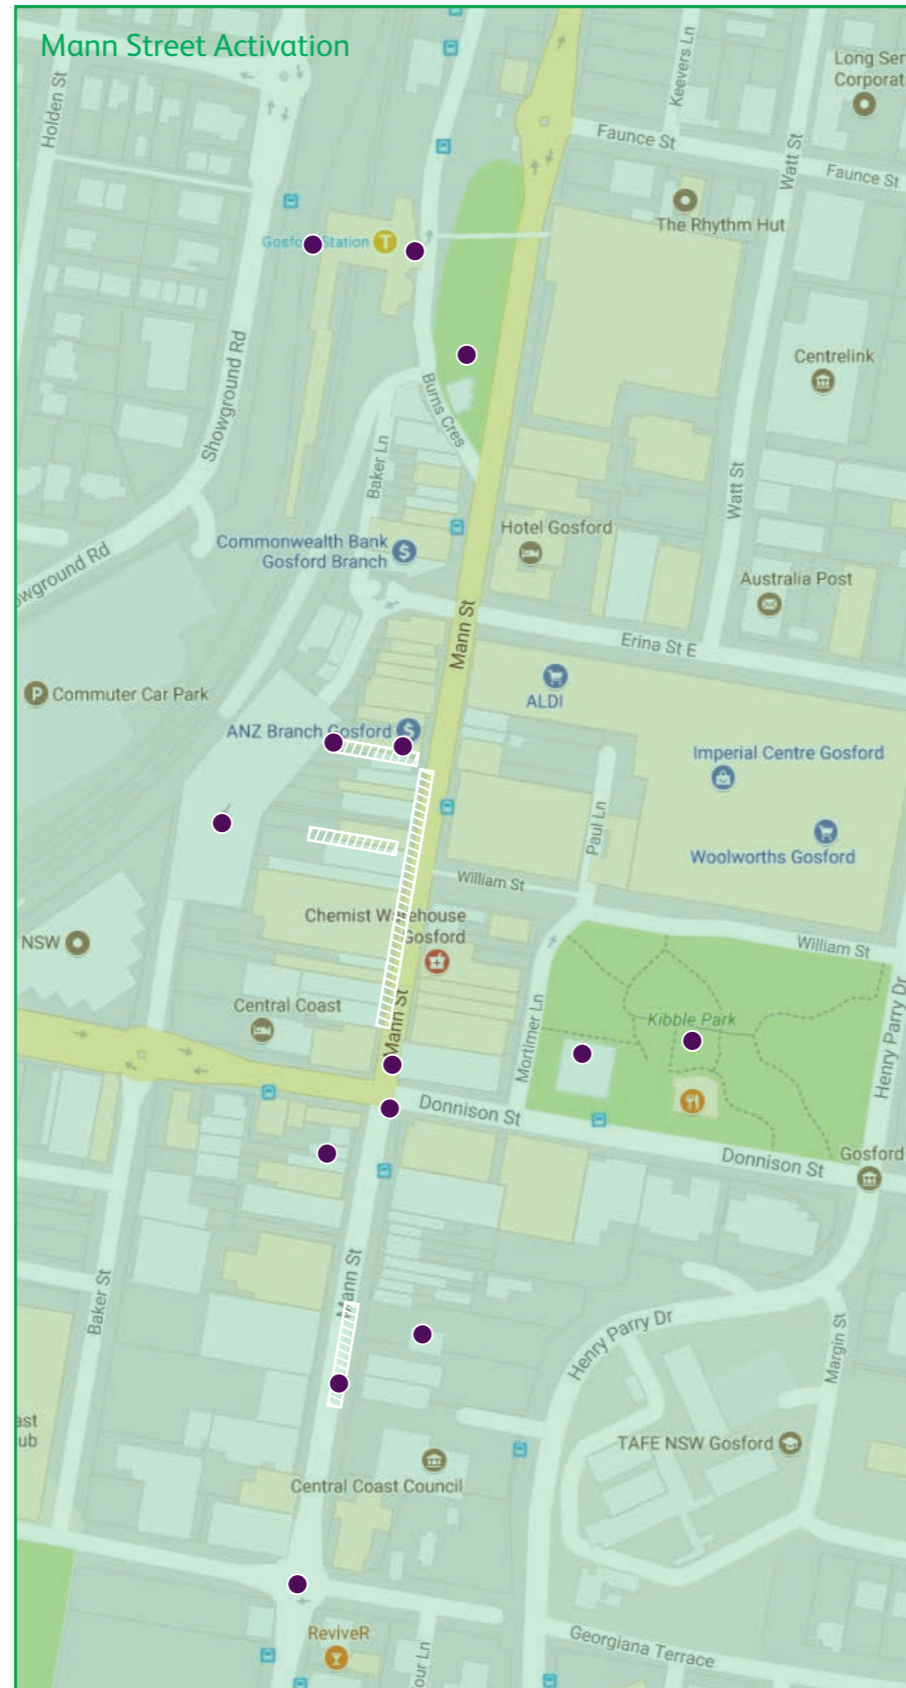 Mann Street Activation
Holden St
Keevers Ln
Long Ser
Corporat
Faunce St
Watt St
Faunce St
The Rhythm Hut
Gosfo Station
T
Showground Rd
Centrelink
Burns Cres
Baker Ln
Watt St
Hotel Gosford
Commonwealth Bank
Gosford Branch
$
wground Rd
Australia Post
Mann St
Erina St E
P Commuter Car Park
ALDI
ANZ Branch Gosford
$
Imperial Centre Gosford
Paul Ln
Woolworths Gosford
William St
Chemist W ehouse
Gosford
NSW
William St
Central Coast
Mann St
Mortimer Ln
Kibble Park
Henry Parry Dr
Donnison St
Donnison St
Gosford
Baker St
Mann St
Henry Parry Dr
Margin St
ast
ub
TAFE NSW Gosford
Central Coast Council
ReviveR
our Ln
Georgiana Terrace